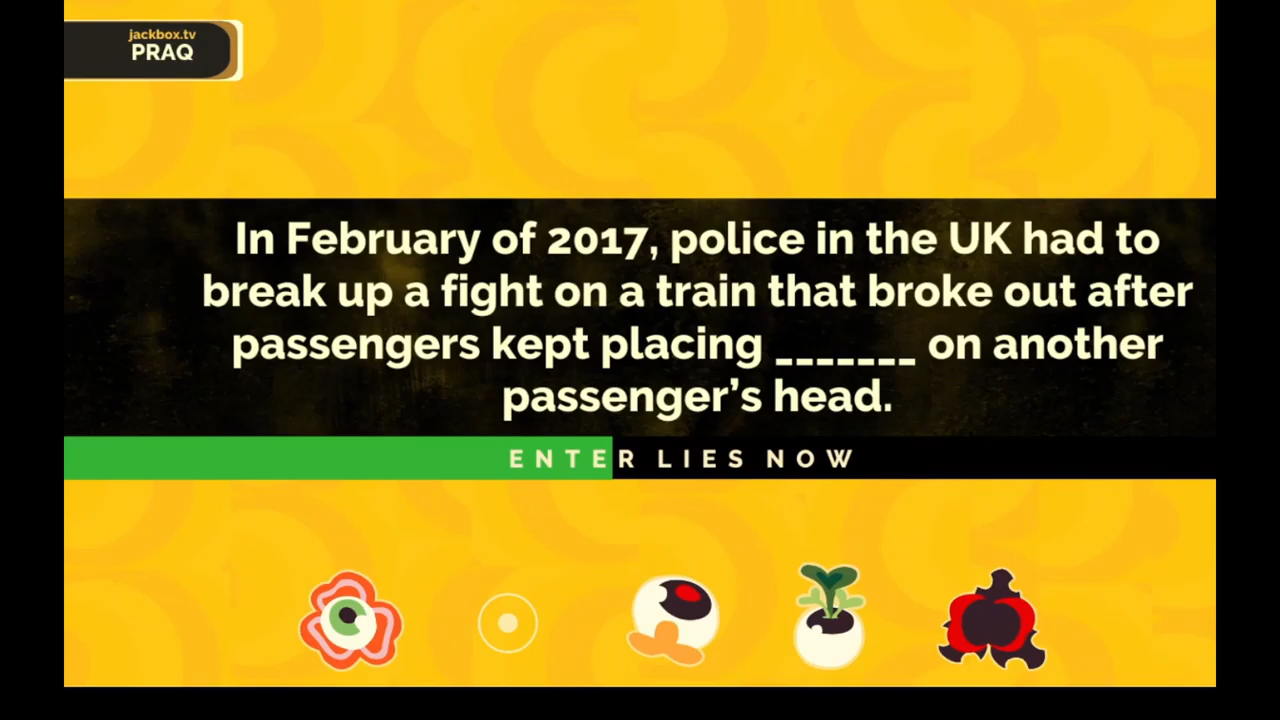 jackbox.tv
PRAQ
In February of 2017, police in the UK had to
break up a fight on a train that broke out after
passengers kept placing _______ on another
passenger’s head.
ENTER LIES NOW